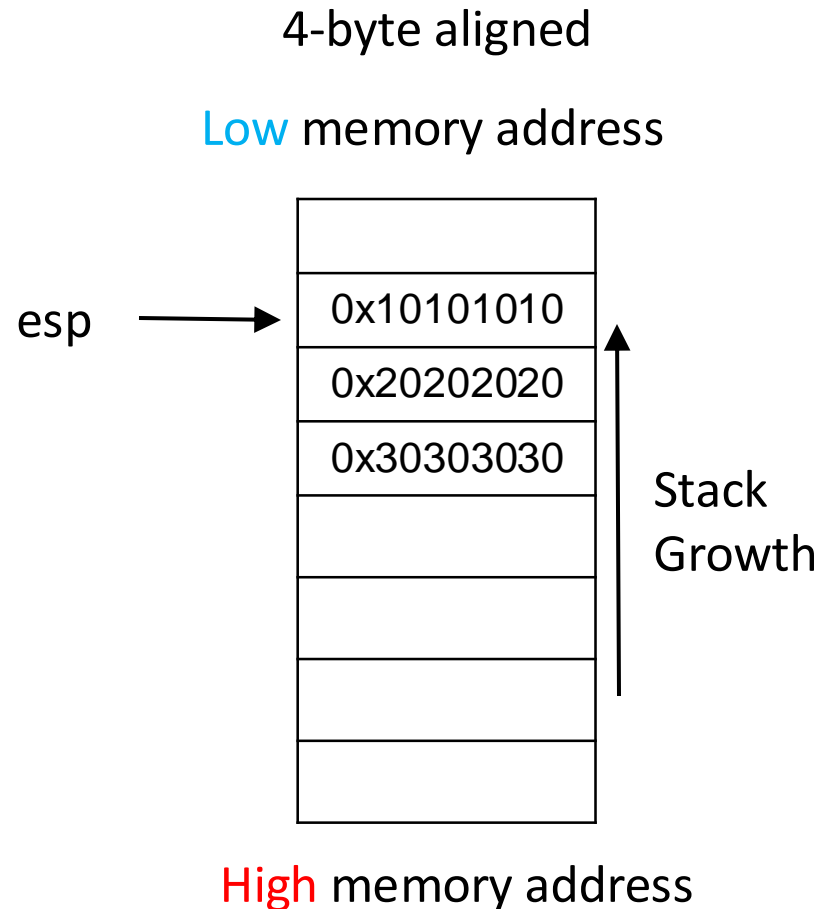 4-byte aligned
Low memory address
esp
0x10101010
0x20202020
0x30303030
Stack
Growth
High memory address